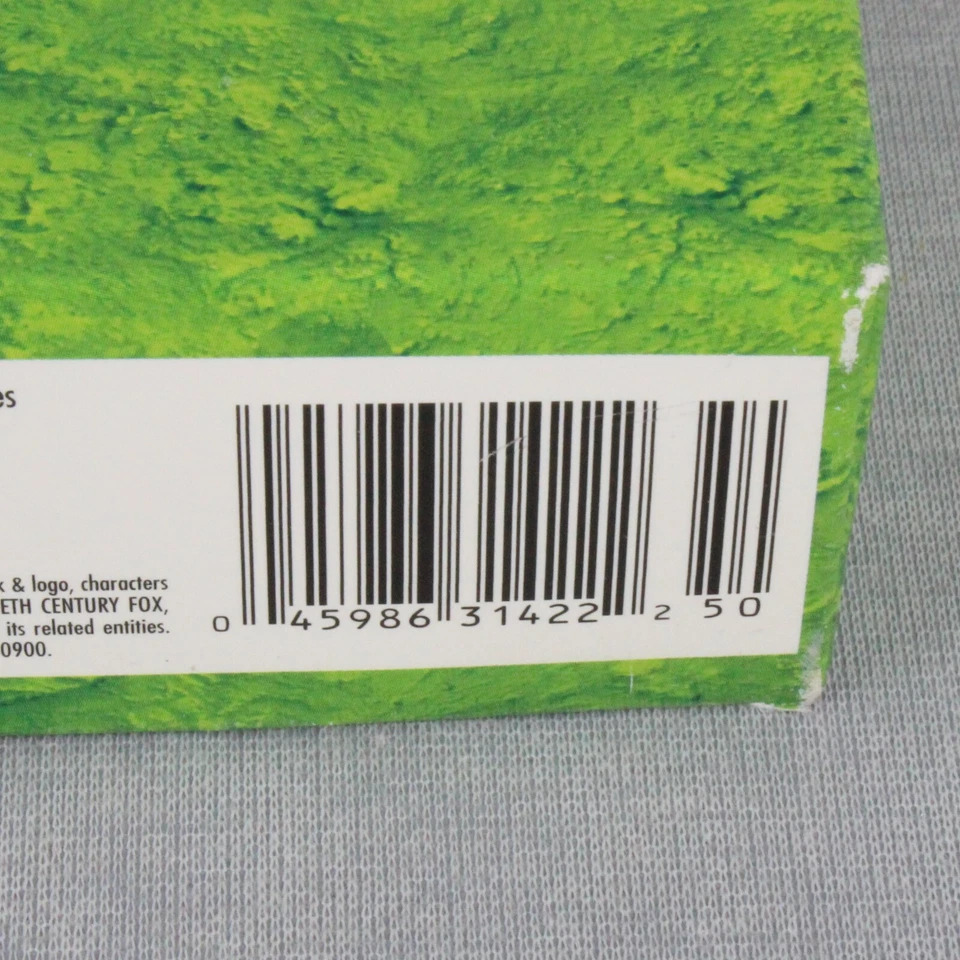 es
k & logo, characters
ETH CENTURY FOX,
its related entities.
0900.
0 45986 31422 2 50